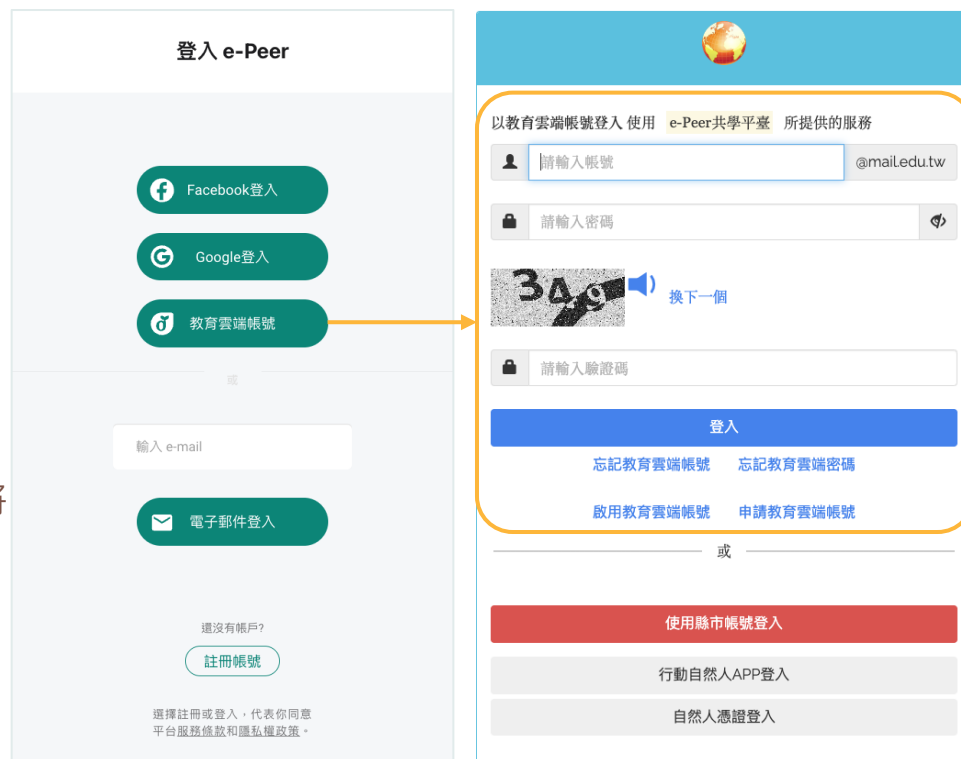 登入 e-Peer
Facebook登入
Google登入
教育雲端帳號
或
輸入 e-mail
電子郵件登入
還沒有帳戶?
註冊帳號
選擇註冊或登入，代表你同意
平台服務條款和隱私權政策。
以教育雲端帳號登入 使用 e-Peer共學平臺 所提供的服務
請輸入帳號 @mail.edu.tw
請輸入密碼
349
換下一個
請輸入驗證碼
登入
忘記教育雲端帳號 忘記教育雲端密碼
啟用教育雲端帳號 申請教育雲端帳號
或
使用縣市帳號登入
行動自然人APP登入
自然人憑證登入